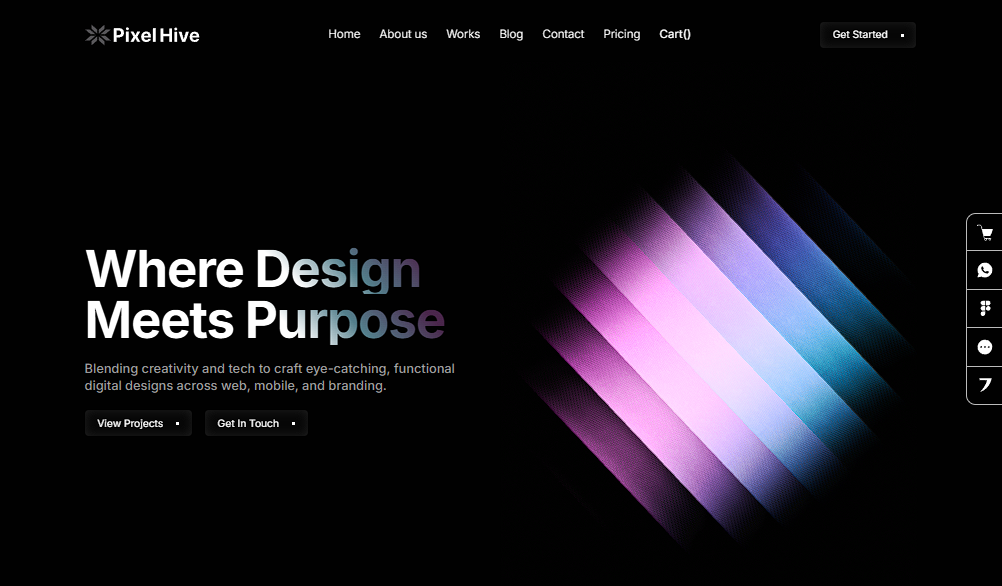 Pixel Hive
Home About us Works Blog Contact Pricing Cart()
Get Started
Where Design
Meets Purpose
Blending creativity and tech to craft eye-catching, functional
digital designs across web, mobile, and branding.
View Projects
Get In Touch